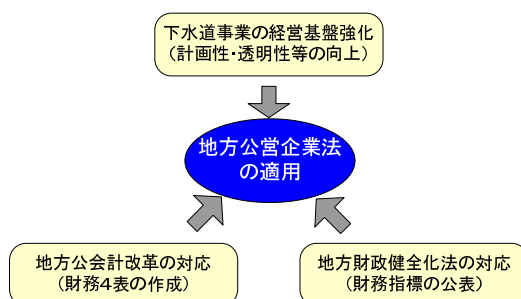 下水道事業の経営基盤強化
（計画性・透明性等の向上）
地方公営企業法
の適用
地方公会計改革の対応
（財務4表の作成）
地方財政健全化法の対応
（財務指標の公表）